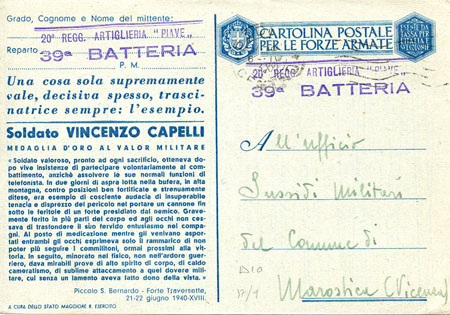 Grado, Cognome e Nome del mittente:
20° REGG. ARTIGLIERIA "PIAVE"
Reparto
39ª BATTERIA
P. M.
Una cosa sola supremamente
vale, decisiva spesso, trasci-
natrice sempre: l'esempio.
Soldato VINCENZO CAPELLI
MEDAGLIA D'ORO AL VALOR MILITARE
« Soldato valoroso, pronto ad ogni sacrificio, otteneva do-
po vive insistenze di partecipare volontariamente al com-
battimento, anzichè assolvere le sue normali funzioni di
telefonista. In due giorni di aspra lotta nella bufera, in alta
montagna, contro posizioni ben fortificate e strenuamente
difese, era esempio di cosciente audacia di insuperabile
tenacia e disprezzo del pericolo nel portare un cannone fin
sotto le feritoie di un forte presidiato dal nemico. Grave-
mente ferito in più parti del corpo ed agli occhi non cessa-
va di trasfondere il suo fervido entusiasmo nei compa-
gni. Al posto di medicazione mentre gli venivano aspor-
tati entrambi gli occhi esprimeva solo il rammarico di non
poter più seguire i commilitoni, ormai prossimi alla vit-
toria. In seguito, minorato nel fisico, non nell'ardore guer-
riero, dava mirabili prove di alto spirito di corpo, di caldo
cameratismo, di sublime attaccamento a quel dovere milita-
re, cui senza un lamento aveva fatto dono della vista. »
Piccolo S. Bernardo - Forte Traversette,
21-22 giugno 1940-XVIII.
A CURA DELLO STATO MAGGIORE R. ESERCITO
CARTOLINA POSTALE
PER LE FORZE ARMATE
20° REGG. ARTIGLIERIA "PIAVE"
39ª BATTERIA
All'ufficio
Sussidi Militari
del Comune di
Marostica (Vicenza)